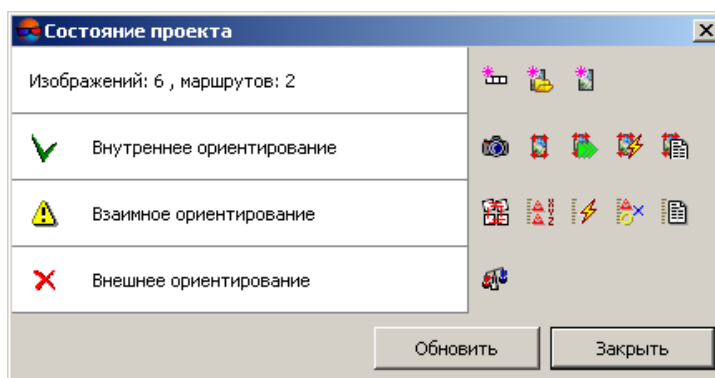 Состояние проекта
Изображений: 6 , маршрутов: 2
Внутреннее ориентирование
Взаимное ориентирование
X
Y
Z
Внешнее ориентирование
Обновить Закрыть